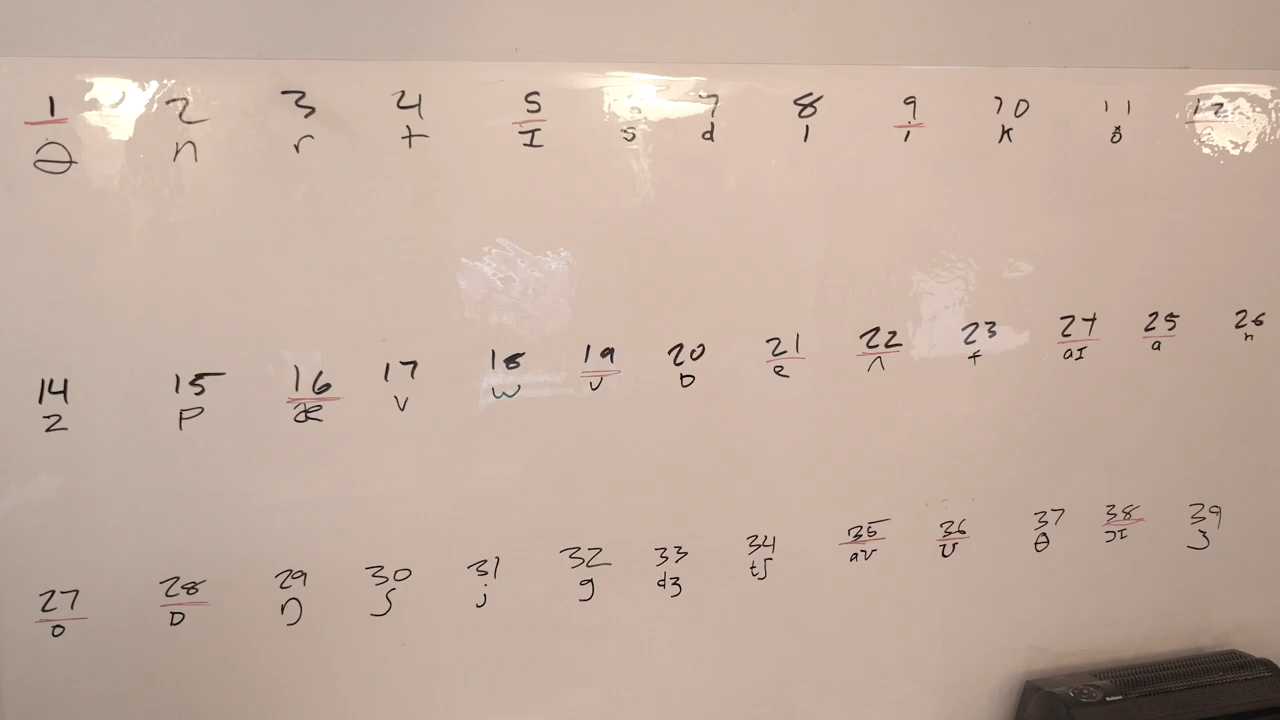 1 2 3 4 5 6 7 8 9 10 11 12
ə n r t I s d l i k ð ɛ
14 15 16 17 18 19 20 21 22 23 24 25 26
z p æ v w u b e ʌ f aI a h
27 28 29 30 31 32 33 34 35 36 37 38 39
o ɒ ŋ ʃ j g dʒ tʃ aʊ ʊ θ ɔI ʒ